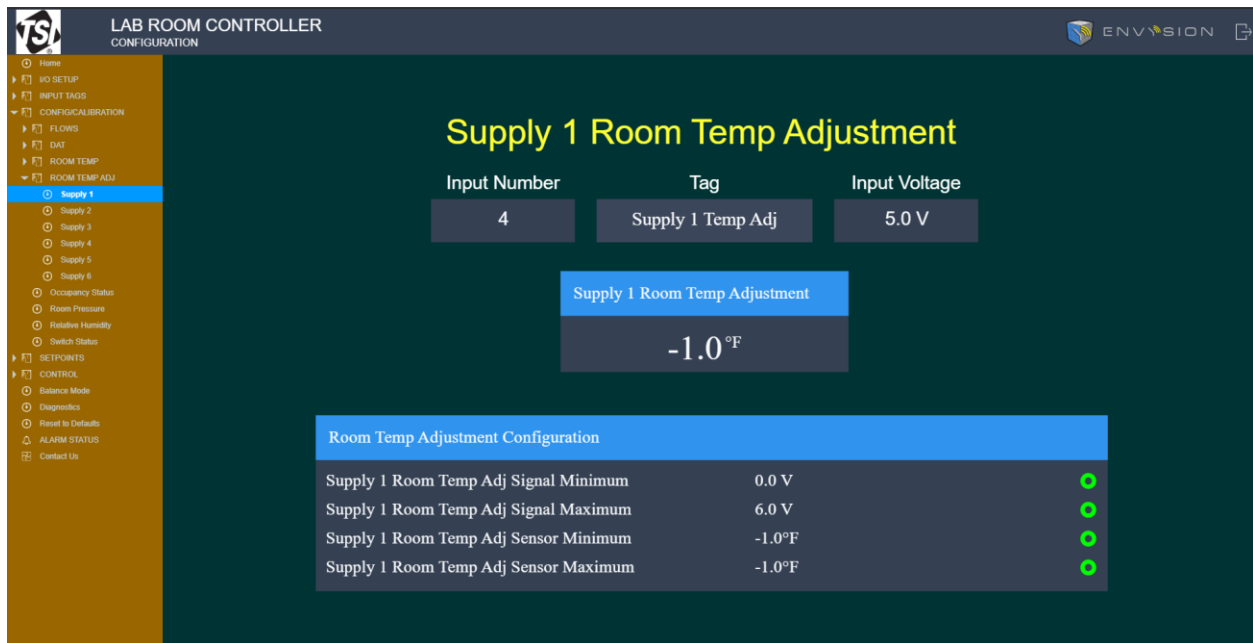 TSI
LAB ROOM CONTROLLER
CONFIGURATION
ENVYSION
Home
I/O SETUP
INPUT TAGS
CONFIG/CALIBRATION
FLOWS
DAT
ROOM TEMP
ROOM TEMP ADJ
Supply 1
Supply 2
Supply 3
Supply 4
Supply 5
Supply 6
Occupancy Status
Room Pressure
Relative Humidity
Switch Status
SETPOINTS
CONTROL
Balance Mode
Diagnostics
Reset to Defaults
ALARM STATUS
Contact Us
Supply 1 Room Temp Adjustment
Input Number Tag Input Voltage
4 Supply 1 Temp Adj 5.0 V
Supply 1 Room Temp Adjustment
-1.0°F
Room Temp Adjustment Configuration
Supply 1 Room Temp Adj Signal Minimum 0.0 V
Supply 1 Room Temp Adj Signal Maximum 6.0 V
Supply 1 Room Temp Adj Sensor Minimum -1.0°F
Supply 1 Room Temp Adj Sensor Maximum -1.0°F